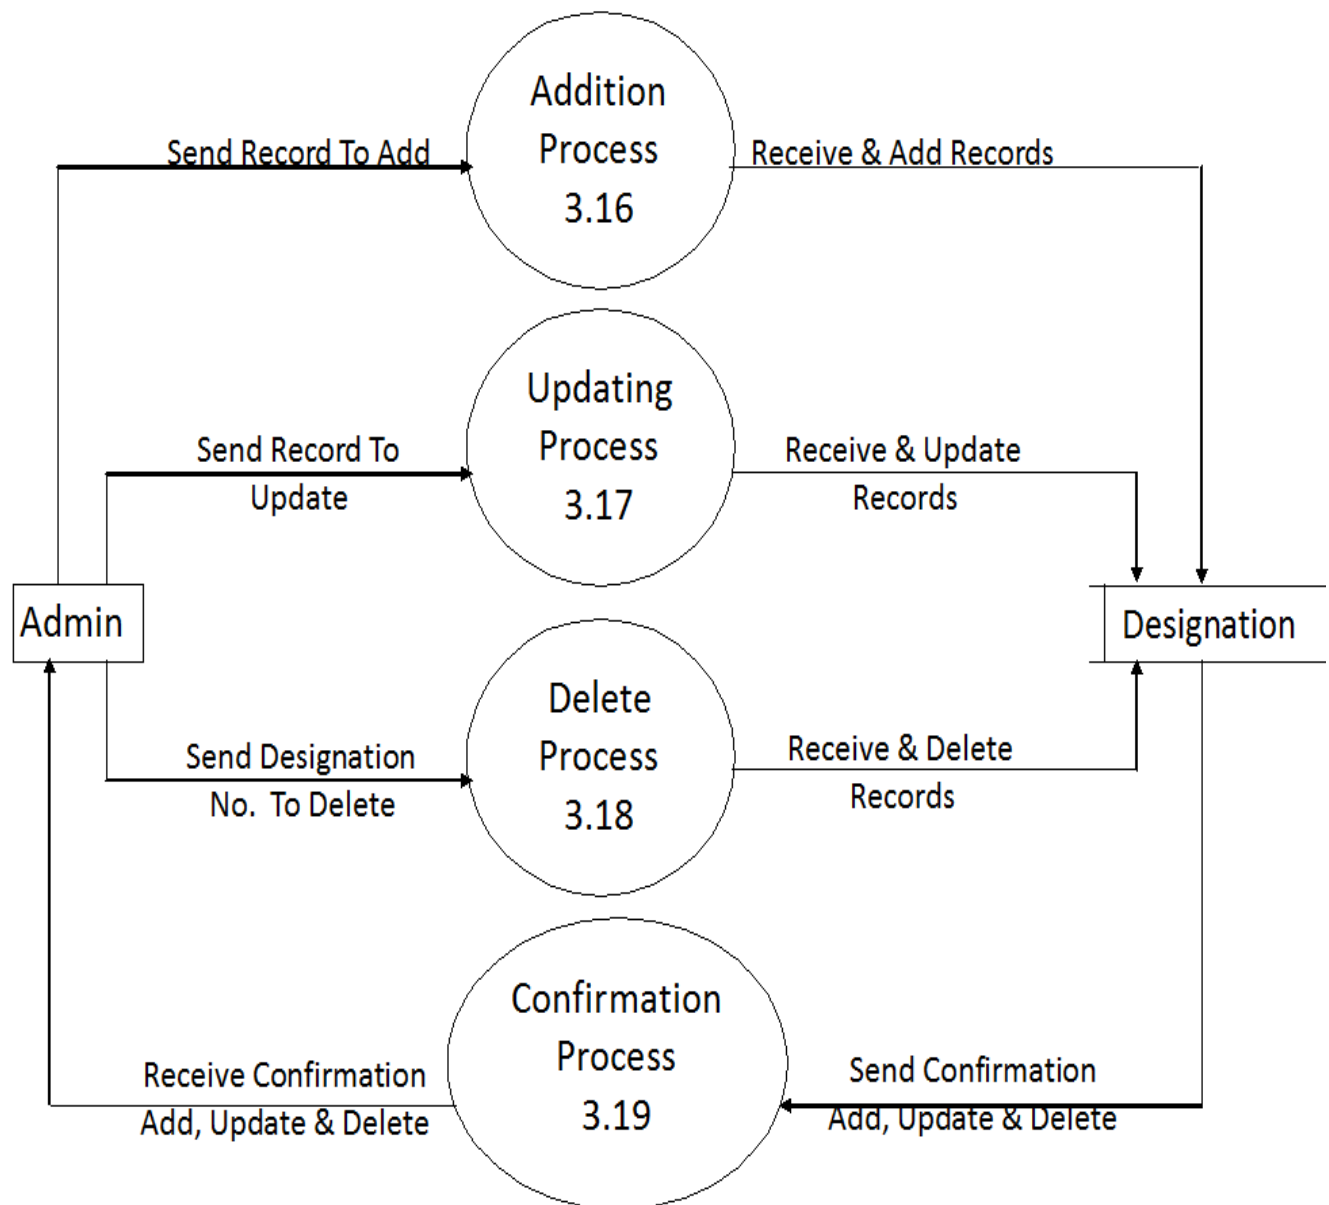 Addition
Process
3.16
Send Record To Add
Receive & Add Records
Updating
Process
3.17
Send Record To
Update
Receive & Update
Records
Admin
Designation
Delete
Process
3.18
Send Designation
No.  To Delete
Receive & Delete
Records
Confirmation
Process
3.19
Receive Confirmation
Add, Update & Delete
Send Confirmation
Add, Update & Delete